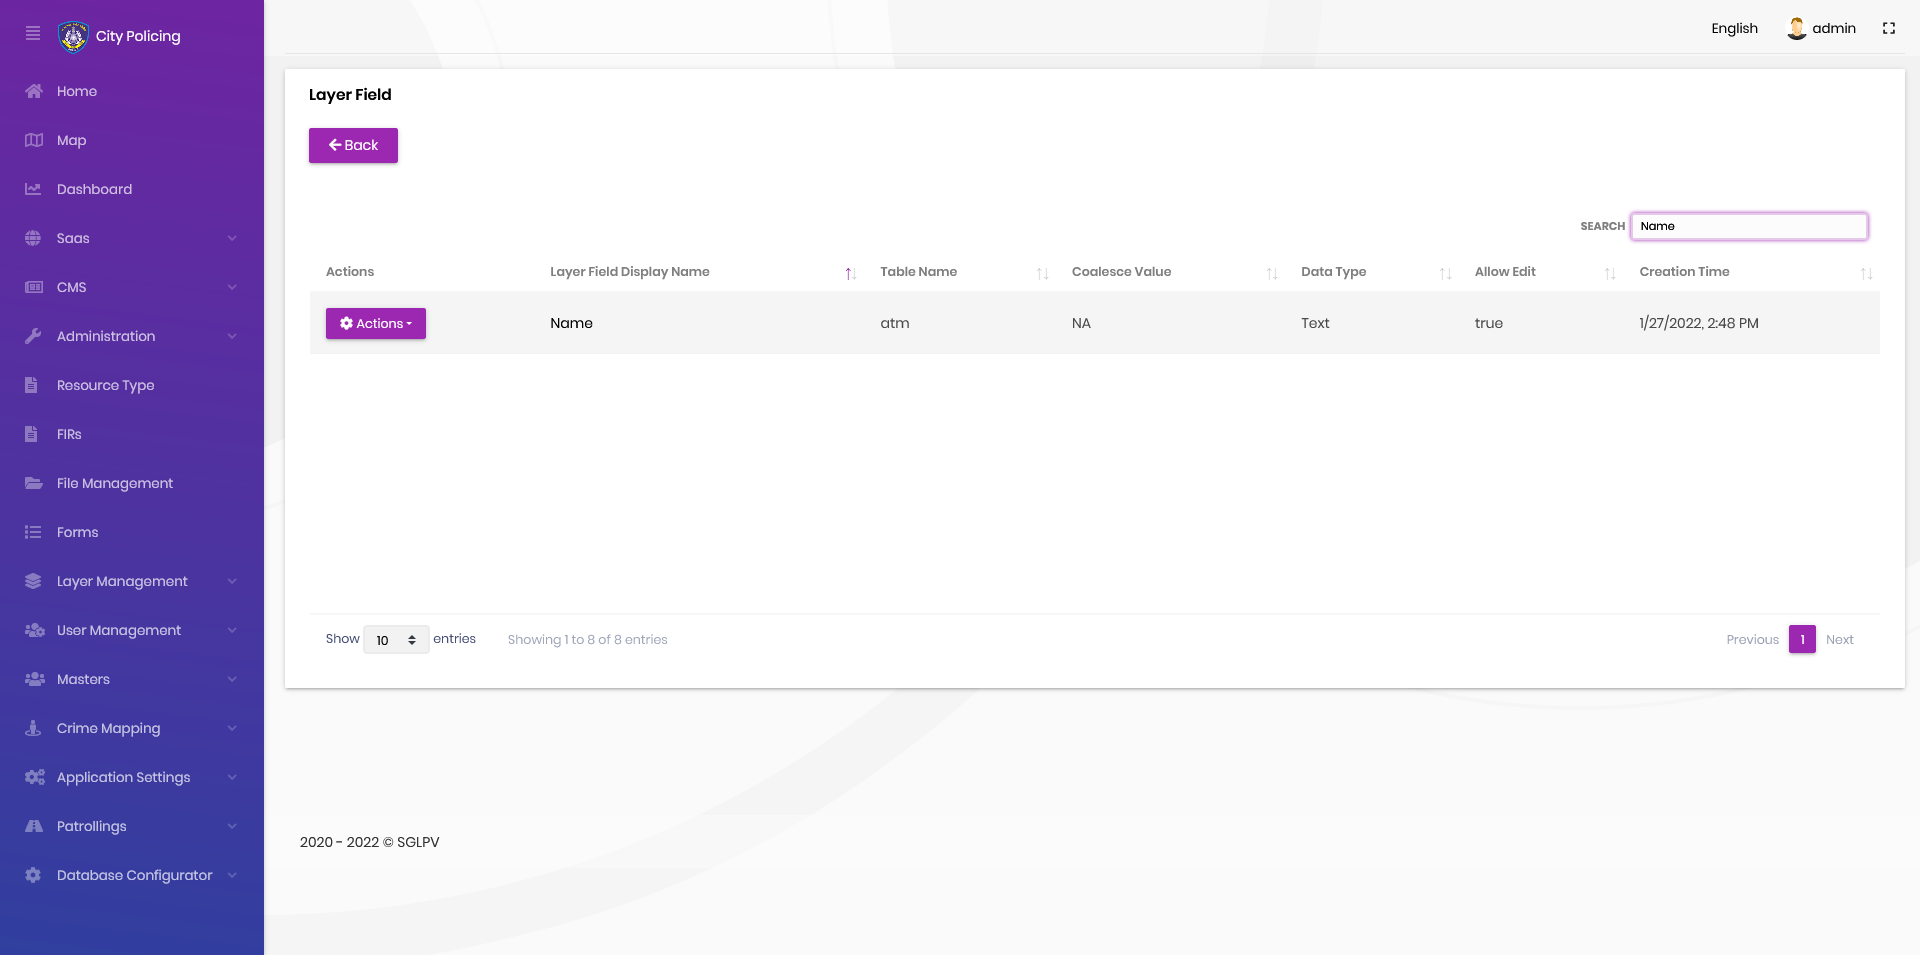 City Policing
English
admin
Home
Map
Dashboard
Saas
CMS
Administration
Resource Type
FIRs
File Management
Forms
Layer Management
User Management
Masters
Crime Mapping
Application Settings
Patrollings
Database Configurator
Layer Field
Back
SEARCH Name
Actions Layer Field Display Name Table Name Coalesce Value Data Type Allow Edit Creation Time
Actions Name atm NA Text true 1/27/2022, 2:48 PM
Show 10 entries Showing 1 to 8 of 8 entries Previous 1 Next
2020 - 2022 © SGLPV